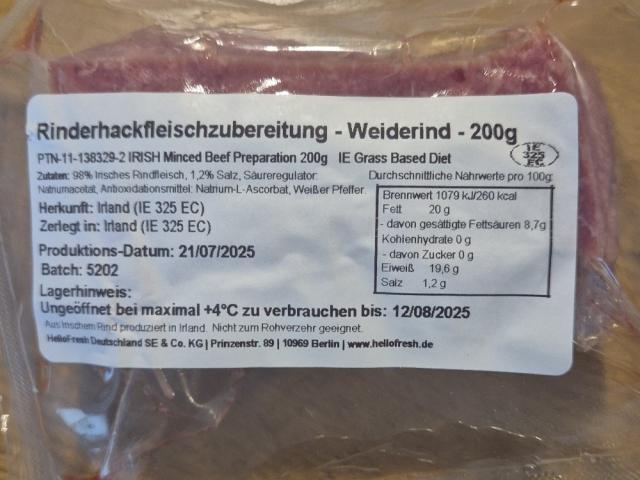 Rinderhackfleischzubereitung - Weiderind - 200g
PTN-11-138329-2 IRISH Minced Beef Preparation 200g IE Grass Based Diet
IE
325
EC
Zutaten: 98% Irisches Rindfleisch, 1,2% Salz, Säureregulator:
Natriumacetat, Antioxidationsmittel: Natrium-L-Ascorbat, Weißer Pfeffer.
Herkunft: Irland (IE 325 EC)
Zerlegt in: Irland (IE 325 EC)
Produktions-Datum: 21/07/2025
Batch: 5202
Durchschnittliche Nährwerte pro 100g:
Brennwert 1079 kJ/260 kcal
Fett 20 g
- davon gesättigte Fettsäuren 8,7g
Kohlenhydrate 0 g
- davon Zucker 0 g
Eiweiß 19,6 g
Salz 1,2 g
Lagerhinweis:
Ungeöffnet bei maximal +4°C zu verbrauchen bis: 12/08/2025
Aus Irischem Rind produziert in Irland. Nicht zum Rohverzehr geeignet.
HelloFresh Deutschland SE & Co. KG | Prinzenstr. 89 | 10969 Berlin | www.hellofresh.de